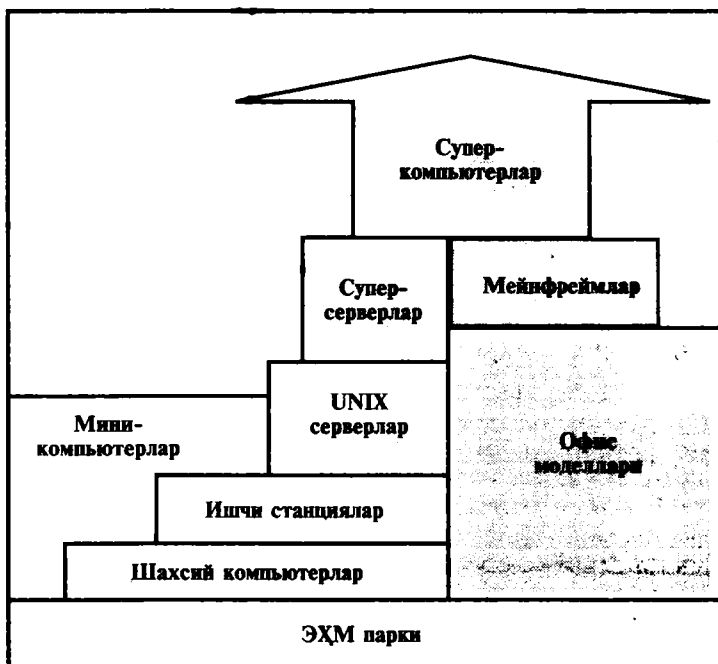 Супер-
компьютерлар
Супер-
серверлар
Мейнфреймлар
UNIX
серверлар
Мини-
компьютерлар
Офис
моделлари
Ишчи станциялар
Шахсий компьютерлар
ЭҲМ парки